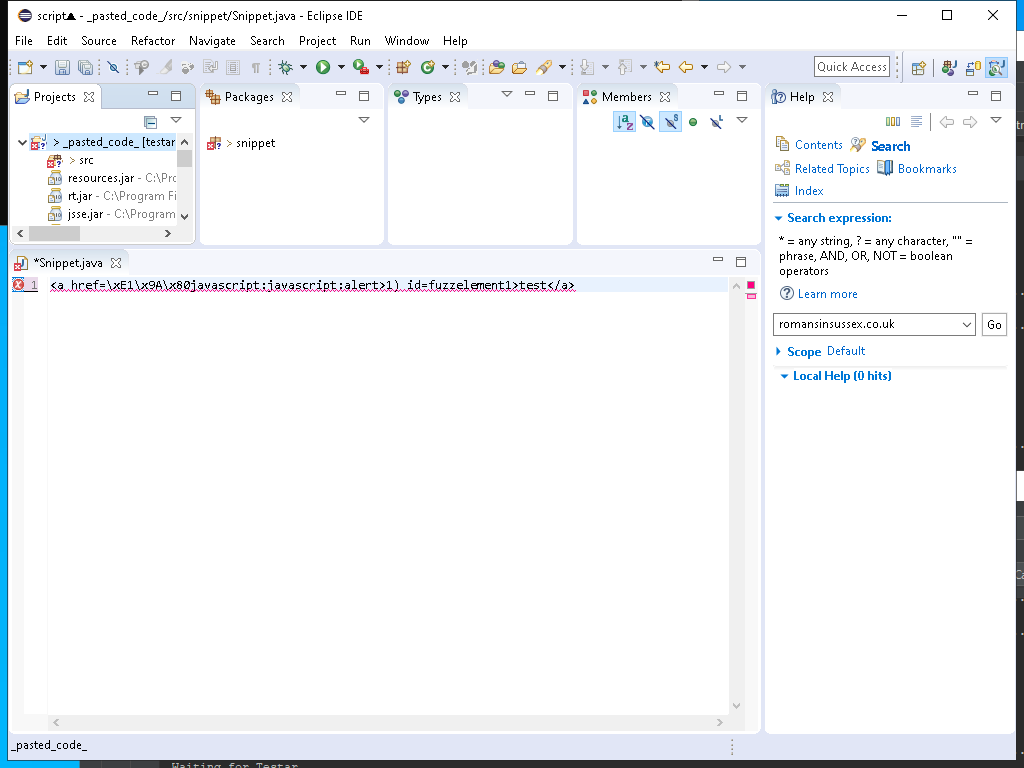 script▲ - _pasted_code_/src/snippet/Snippet.java - Eclipse IDE
File Edit Source Refactor Navigate Search Project Run Window Help
Quick Access
Projects
Packages
Types
Members
Help
> _pasted_code_ [testar
> src
resources.jar - C:\Pro
rt.jar - C:\Program Fi
jsse.jar - C:\Program
> snippet
Contents Search
Related Topics Bookmarks
Index
Search expression:
* = any string, ? = any character, "" =
phrase, AND, OR, NOT = boolean
operators
Learn more
romansinsussex.co.uk
Go
Scope Default
Local Help (0 hits)
*Snippet.java
1 <a href=\xE1\x9A\x80javascript:javascript:alert>1) id=fuzzelement1>test</a>
_pasted_code_
Waiting for Testar